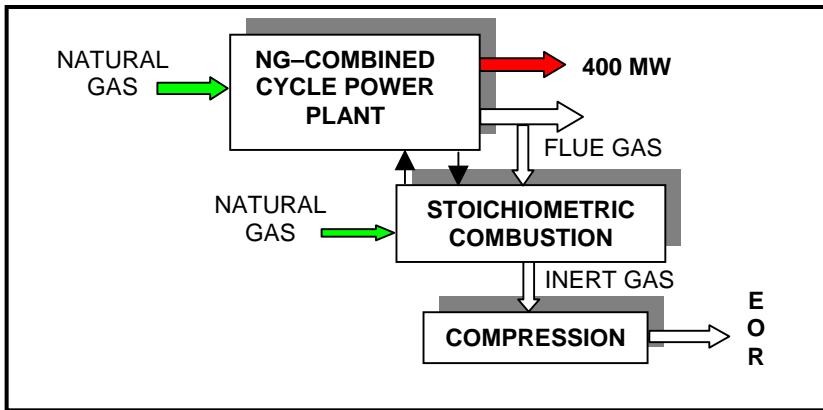 NATURAL
GAS
NG–COMBINED
CYCLE POWER
PLANT
400 MW
FLUE GAS
NATURAL
GAS
STOICHIOMETRIC
COMBUSTION
INERT GAS
COMPRESSION
E
O
R